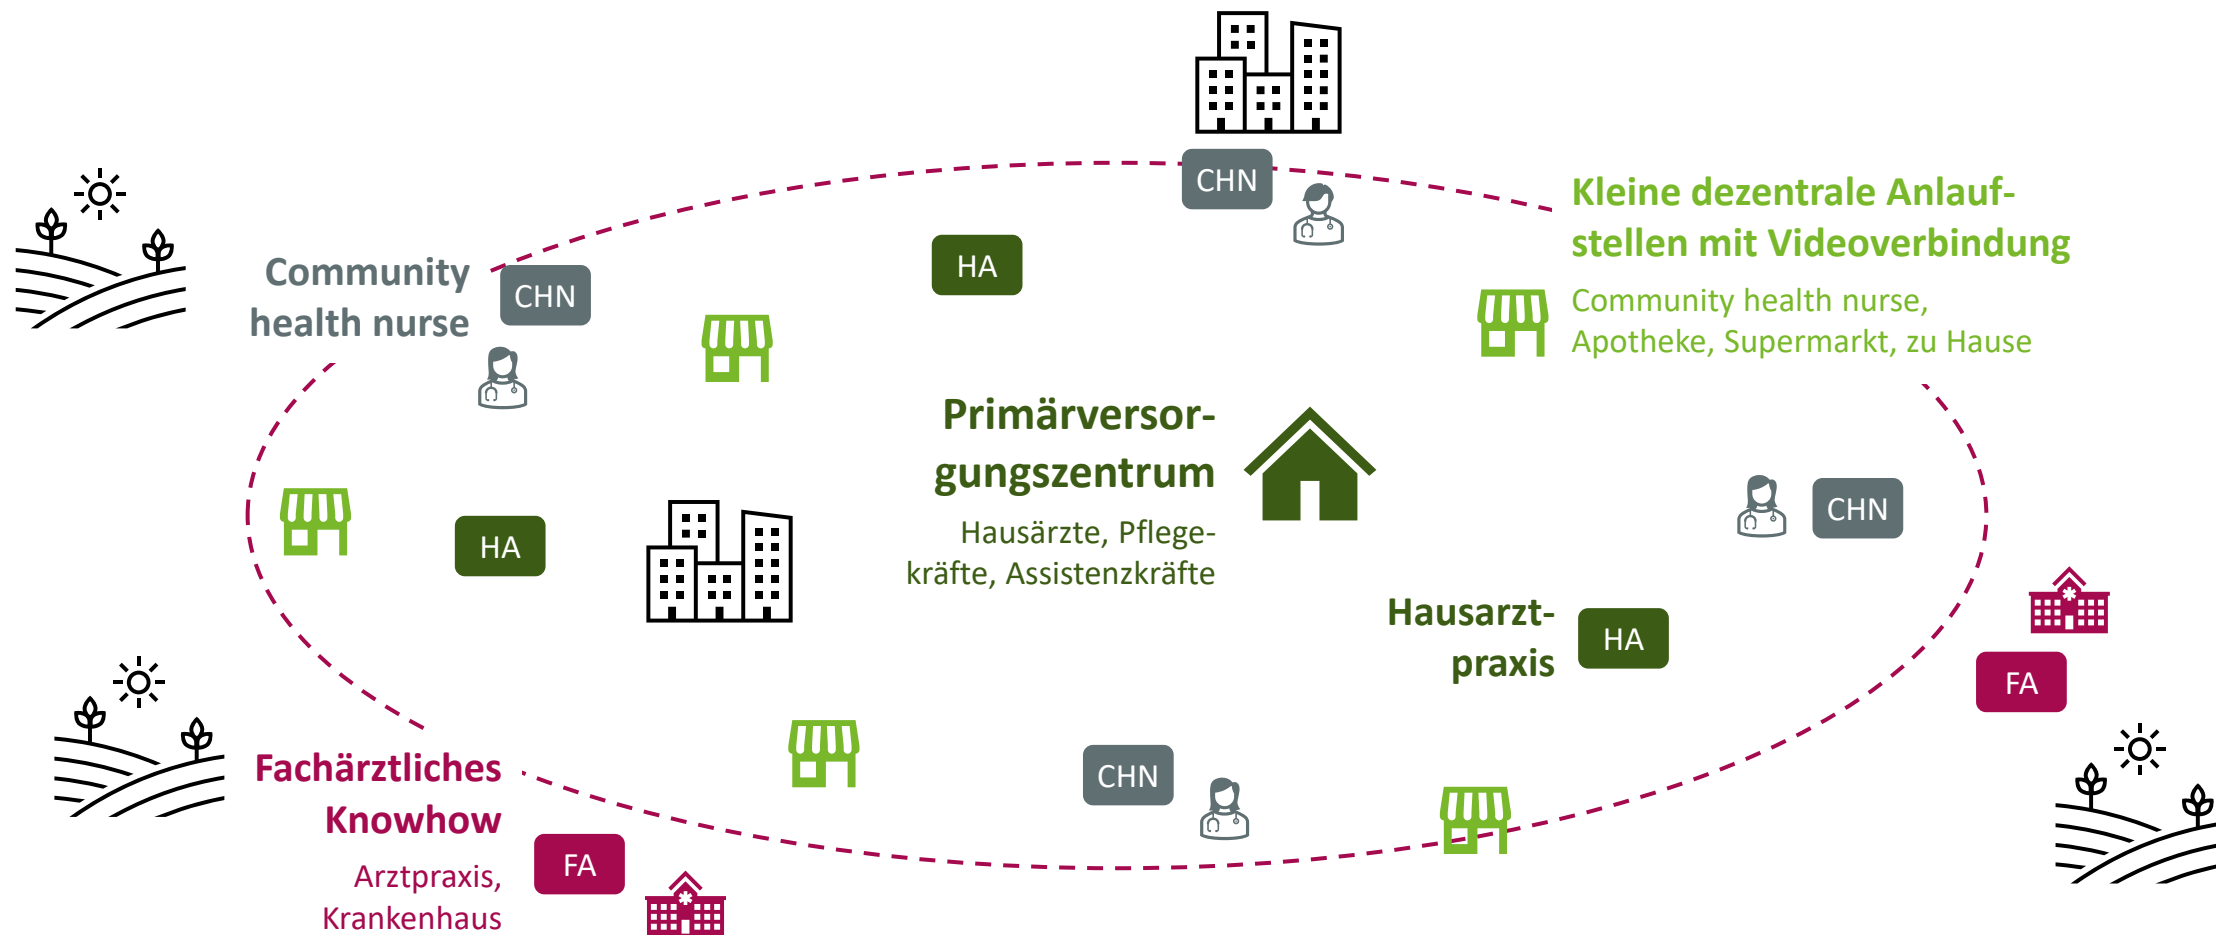 CHN
Kleine dezentrale Anlauf-
stellen mit Videoverbindung
Community health nurse,
Apotheke, Supermarkt, zu Hause
HA
Community
health nurse
CHN
Primärversor-
gungszentrum
Hausärzte, Pflege-
kräfte, Assistenzkräfte
CHN
HA
Hausarzt-
praxis
HA
FA
Fachärztliches
Knowhow
Arztpraxis,
Krankenhaus
FA
CHN